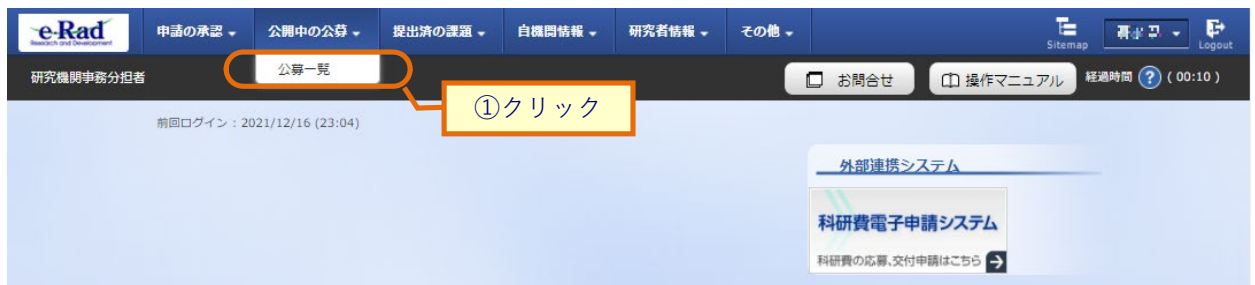 e-Rad
Research and Development
申請の承認
公開中の公募
提出済の課題
自機関情報
研究者情報
その他
Sitemap
Logout
研究機関事務分担者
公募一覧
お問合せ
操作マニュアル
経過時間 ? ( 00:10 )
①クリック
前回ログイン : 2021/12/16 (23:04)
外部連携システム
科研費電子申請システム
科研費の応募、交付申請はこちら